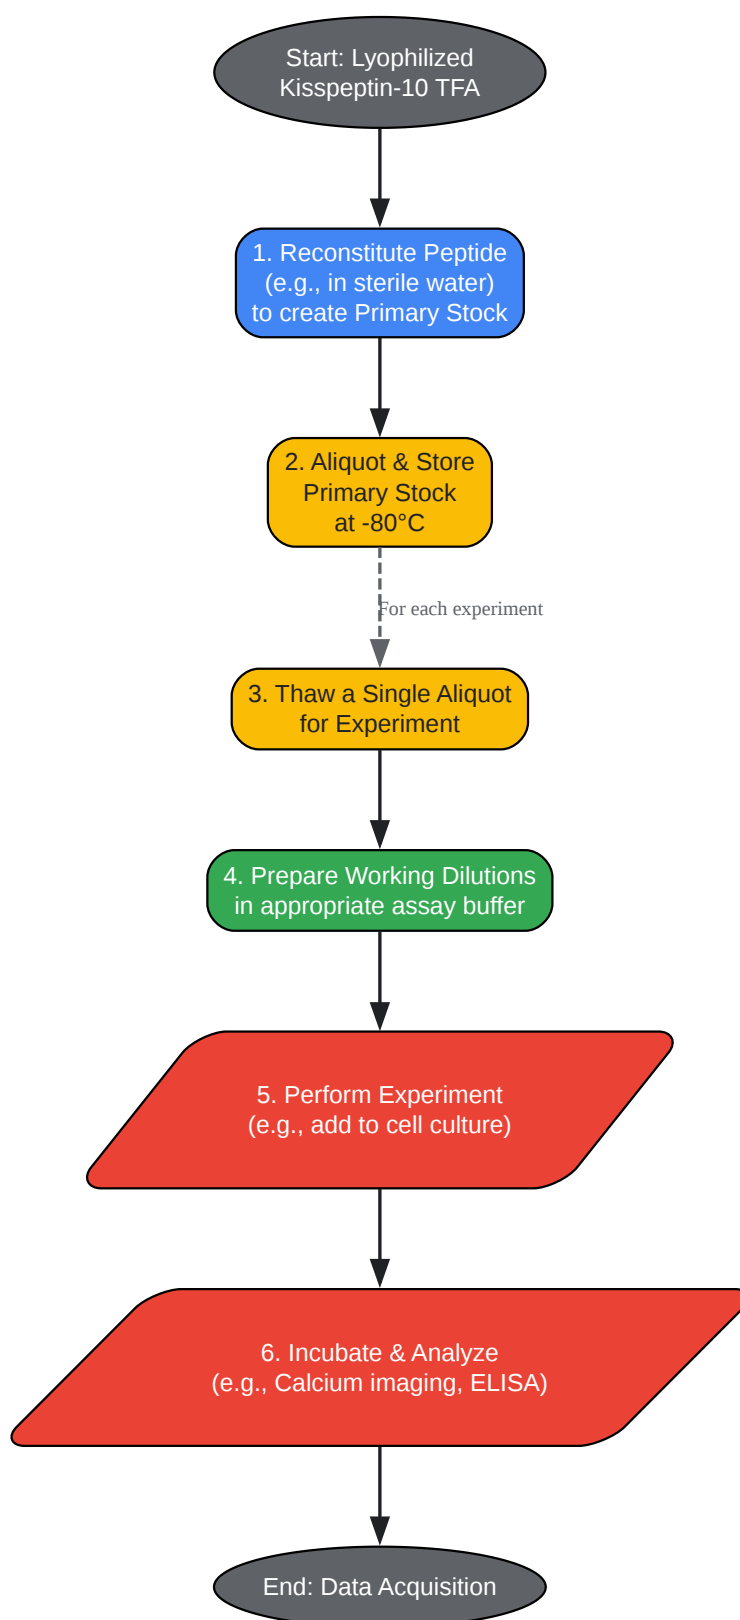 Start: Lyophilized
Kisspeptin-10 TFA
1. Reconstitute Peptide
(e.g., in sterile water)
to create Primary Stock
2. Aliquot & Store
Primary Stock
at -80°C
For each experiment
3. Thaw a Single Aliquot
for Experiment
4. Prepare Working Dilutions
in appropriate assay buffer
5. Perform Experiment
(e.g., add to cell culture)
6. Incubate & Analyze
(e.g., Calcium imaging, ELISA)
End: Data Acquisition